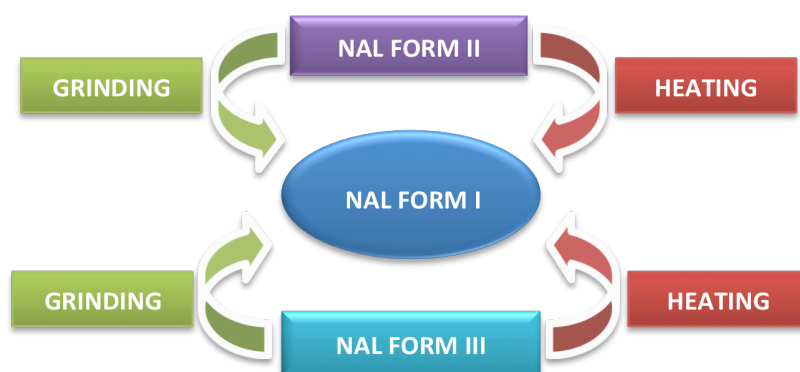 NAL FORM II
GRINDING
HEATING
NAL FORM I
GRINDING
HEATING
NAL FORM III